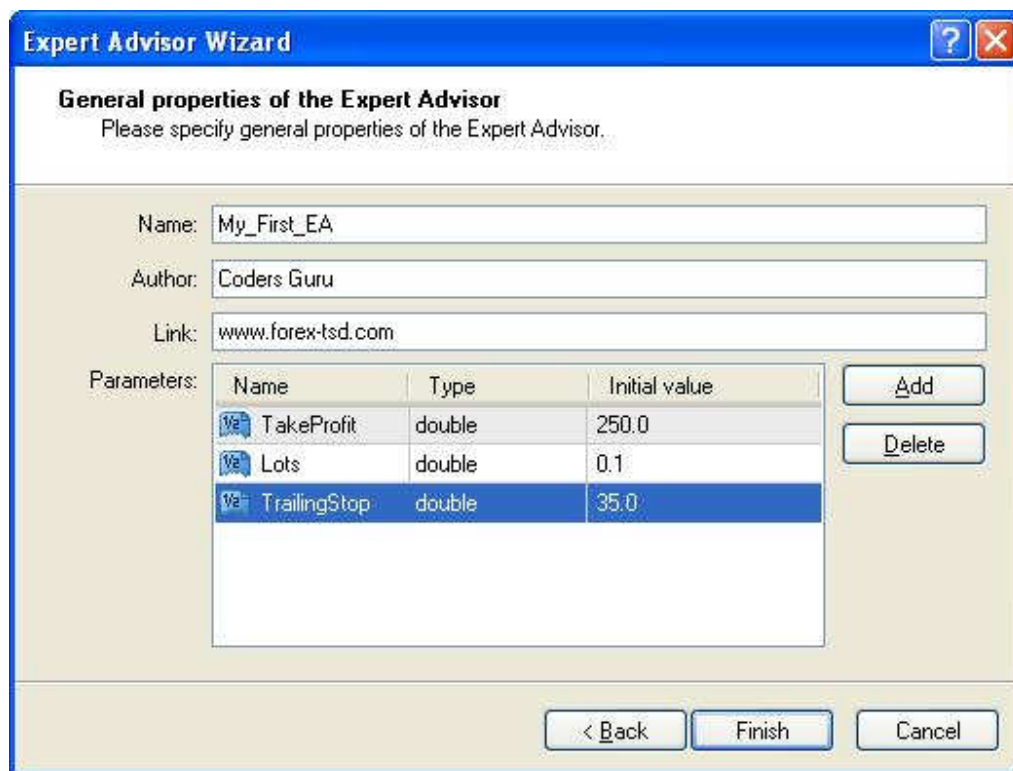 Expert Advisor Wizard
General properties of the Expert Advisor
Please specify general properties of the Expert Advisor.
Name: My_First_EA
Author: Coders Guru
Link: www.forex-tsd.com
Parameters: Name Type Initial value Add
TakeProfit double 250.0
Delete
Lots double 0.1
TrailingStop double 35.0
< Back Finish Cancel